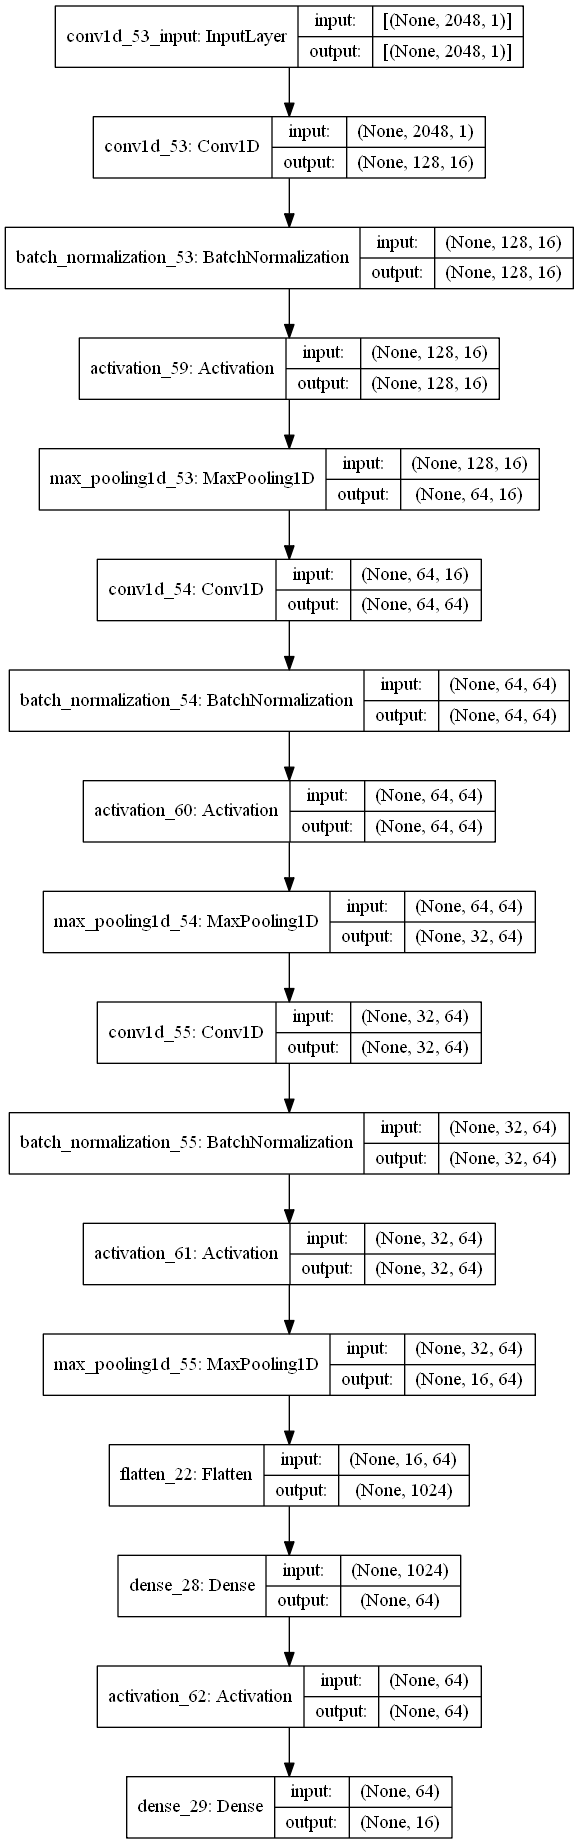 conv1d_53_input: InputLayer input: [(None, 2048, 1)]
output: [(None, 2048, 1)]
conv1d_53: Conv1D input: (None, 2048, 1)
output: (None, 128, 16)
batch_normalization_53: BatchNormalization input: (None, 128, 16)
output: (None, 128, 16)
activation_59: Activation input: (None, 128, 16)
output: (None, 128, 16)
max_pooling1d_53: MaxPooling1D input: (None, 128, 16)
output: (None, 64, 16)
conv1d_54: Conv1D input: (None, 64, 16)
output: (None, 64, 64)
batch_normalization_54: BatchNormalization input: (None, 64, 64)
output: (None, 64, 64)
activation_60: Activation input: (None, 64, 64)
output: (None, 64, 64)
max_pooling1d_54: MaxPooling1D input: (None, 64, 64)
output: (None, 32, 64)
conv1d_55: Conv1D input: (None, 32, 64)
output: (None, 32, 64)
batch_normalization_55: BatchNormalization input: (None, 32, 64)
output: (None, 32, 64)
activation_61: Activation input: (None, 32, 64)
output: (None, 32, 64)
max_pooling1d_55: MaxPooling1D input: (None, 32, 64)
output: (None, 16, 64)
flatten_22: Flatten input: (None, 16, 64)
output: (None, 1024)
dense_28: Dense input: (None, 1024)
output: (None, 64)
activation_62: Activation input: (None, 64)
output: (None, 64)
dense_29: Dense input: (None, 64)
output: (None, 16)